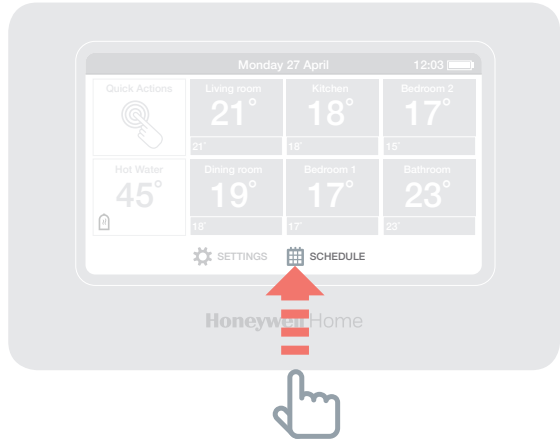 Monday 27 April 12:03
Quick Actions
Living room
21°
21°
Kitchen
18°
18°
Bedroom 2
17°
15°
Hot Water
45°
Dining room
19°
18°
Bedroom 1
17°
17°
Bathroom
23°
23°
SETTINGS SCHEDULE
Honeywell Home